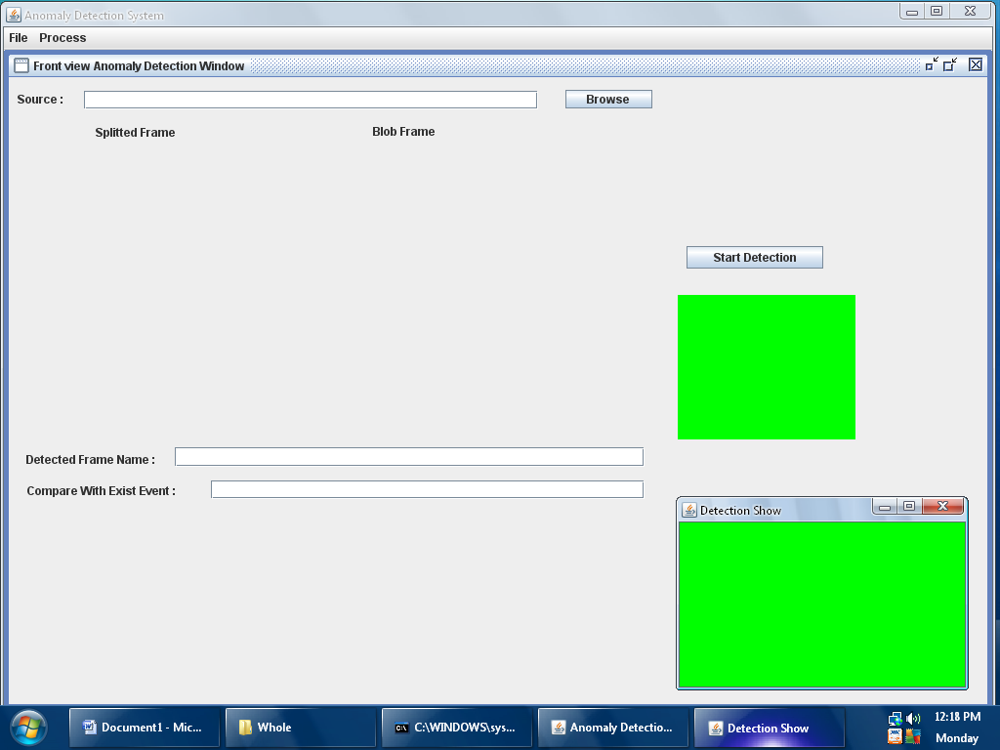 Anomaly Detection System
File Process
Front view Anomaly Detection Window
Source :
Browse
Splitted Frame
Blob Frame
Start Detection
Detected Frame Name :
Compare With Exist Event :
Detection Show
Document1 - Mic...
Whole
C:\WINDOWS\sys...
Anomaly Detectio...
Detection Show
12:18 PM
Monday